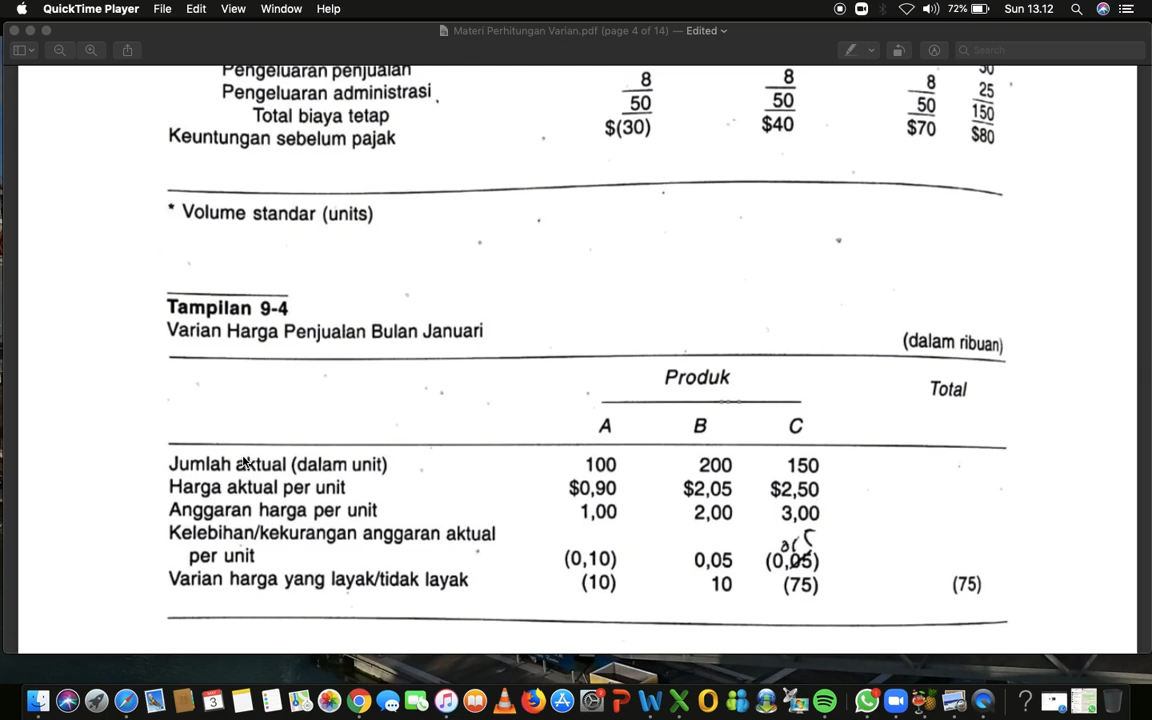 QuickTime Player File Edit View Window Help 72% Sun 13.12
Materi Perhitungan Varian.pdf (page 4 of 14) — Edited
Search
Pengeluaran penjualan 8 8 8 50
Pengeluaran administrasi 50 50 50 25
Total biaya tetap 150
Keuntungan sebelum pajak $(30) $40 $70 $80
* Volume standar (units)
Tampilan 9-4
Varian Harga Penjualan Bulan Januari
(dalam ribuan)
Produk Total
A B C
Jumlah aktual (dalam unit) 100 200 150
Harga aktual per unit $0,90 $2,05 $2,50
Anggaran harga per unit 1,00 2,00 3,00
Kelebihan/kekurangan anggaran aktual
per unit (0,10) 0,05 (0,05)
Varian harga yang layak/tidak layak (10) 10 (75) (75)
3